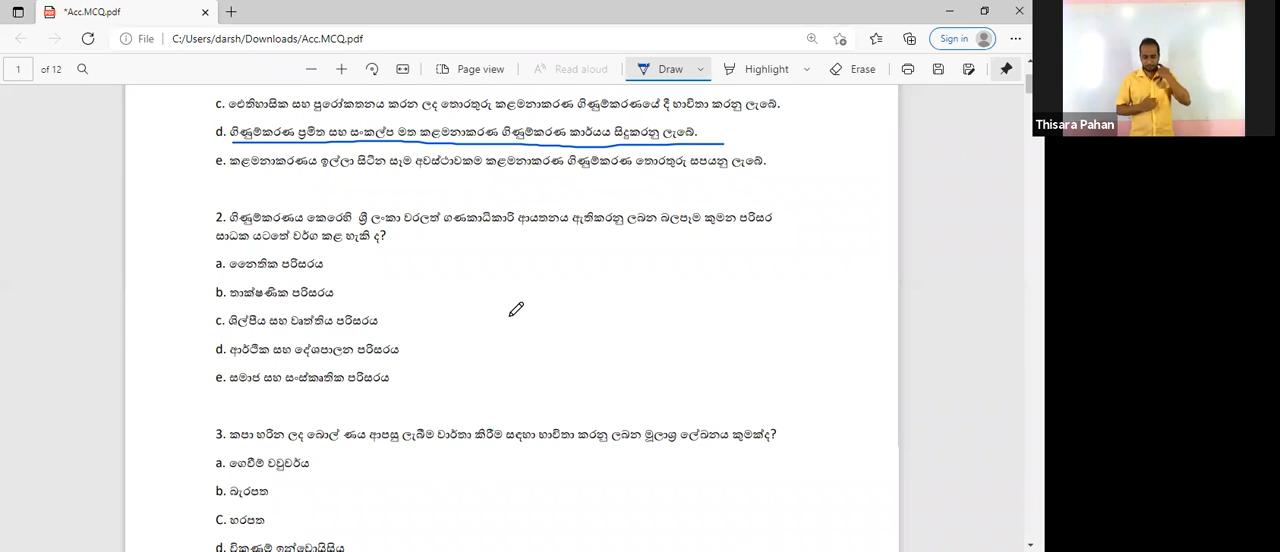 *Acc.MCQ.pdf
File C:/Users/darsh/Downloads/Acc.MCQ.pdf
Sign in
1 of 12
Page view
Read aloud
Draw
Highlight
Erase
Thisara Pahan
c. ඓතිහාසික සහ පුරෝකතනය කරන ලද තොරතුරු කළමනාකරණ ගිණුම්කරණයේ දී භාවිතා කරනු ලැබේ.
d. ගිණුම්කරණ ප්‍රමිත සහ සංකල්ප මත කළමනාකරණ ගිණුම්කරණ කාර්යය සිදුකරනු ලැබේ.
e. කළමනාකරණය ඉල්ලා සිටින සෑම අවස්ථාවකම කළමනාකරණ ගිණුම්කරණ තොරතුරු සපයනු ලැබේ.
2. ගිණුම්කරණය කෙරෙහි ශ්‍රී ලංකා වරලත් ගණකාධිකාරි ආයතනය ඇතිකරනු ලබන බලපෑම කුමන පරිසර
සාධක යටතේ වර්ග කළ හැකි ද?
a. නෛතික පරිසරය
b. තාක්ෂණික පරිසරය
c. ශිල්පීය සහ වෘත්තිය පරිසරය
d. ආර්ථික සහ දේශපාලන පරිසරය
e. සමාජ සහ සංස්කෘතික පරිසරය
3. කපා හරින ලද බොල් ණය ආපසු ලැබීම වාර්තා කිරීම සඳහා භාවිතා කරනු ලබන මූලාශ්‍ර ලේඛනය කුමක්ද?
a. ගෙවීම් වවුචර්ය
b. බැරපත
C. හරපත
d. විකුණුම් ඉන්වොයිසිය